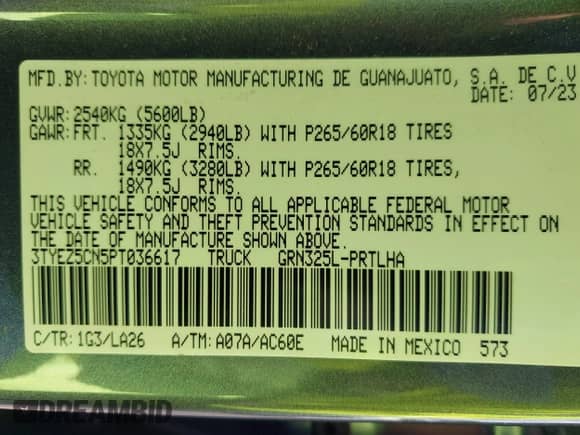 MFD.BY: TOYOTA MOTOR MANUFACTURING DE GUANAJUATO, S.A. DE C.V
DATE: 07/23
GVWR: 2540KG (5600LB)
GAWR: FRT. 1335KG (2940LB) WITH P265/60R18 TIRES
18X7.5J RIMS.
RR. 1490KG (3280LB) WITH P265/60R18 TIRES,
18X7.5J RIMS.
THIS VEHICLE CONFORMS TO ALL APPLICABLE FEDERAL MOTOR
VEHICLE SAFETY AND THEFT PREVENTION STANDARDS IN EFFECT ON
THE DATE OF MANUFACTURE SHOWN ABOVE.
3TYEZ5CN5PT036617 TRUCK GRN325L-PRTLHA
C/TR: 1G3/LA26 A/TM: A07A/AC60E MADE IN MEXICO 573
DREAMBID